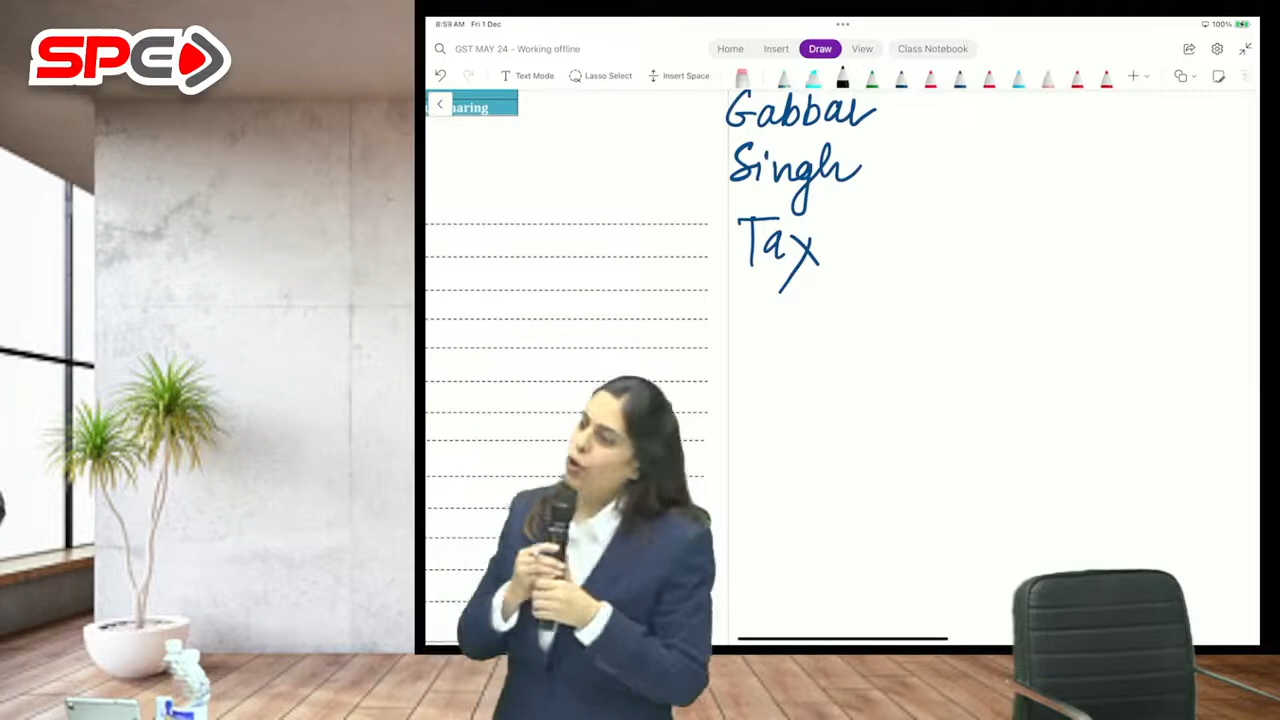 SPE
8:59 AM Fri 1 Dec
100%
GST MAY 24 - Working offline
Home Insert Draw View Class Notebook
Text Mode Lasso Select Insert Space
haring
Gabbar
Singh
Tax